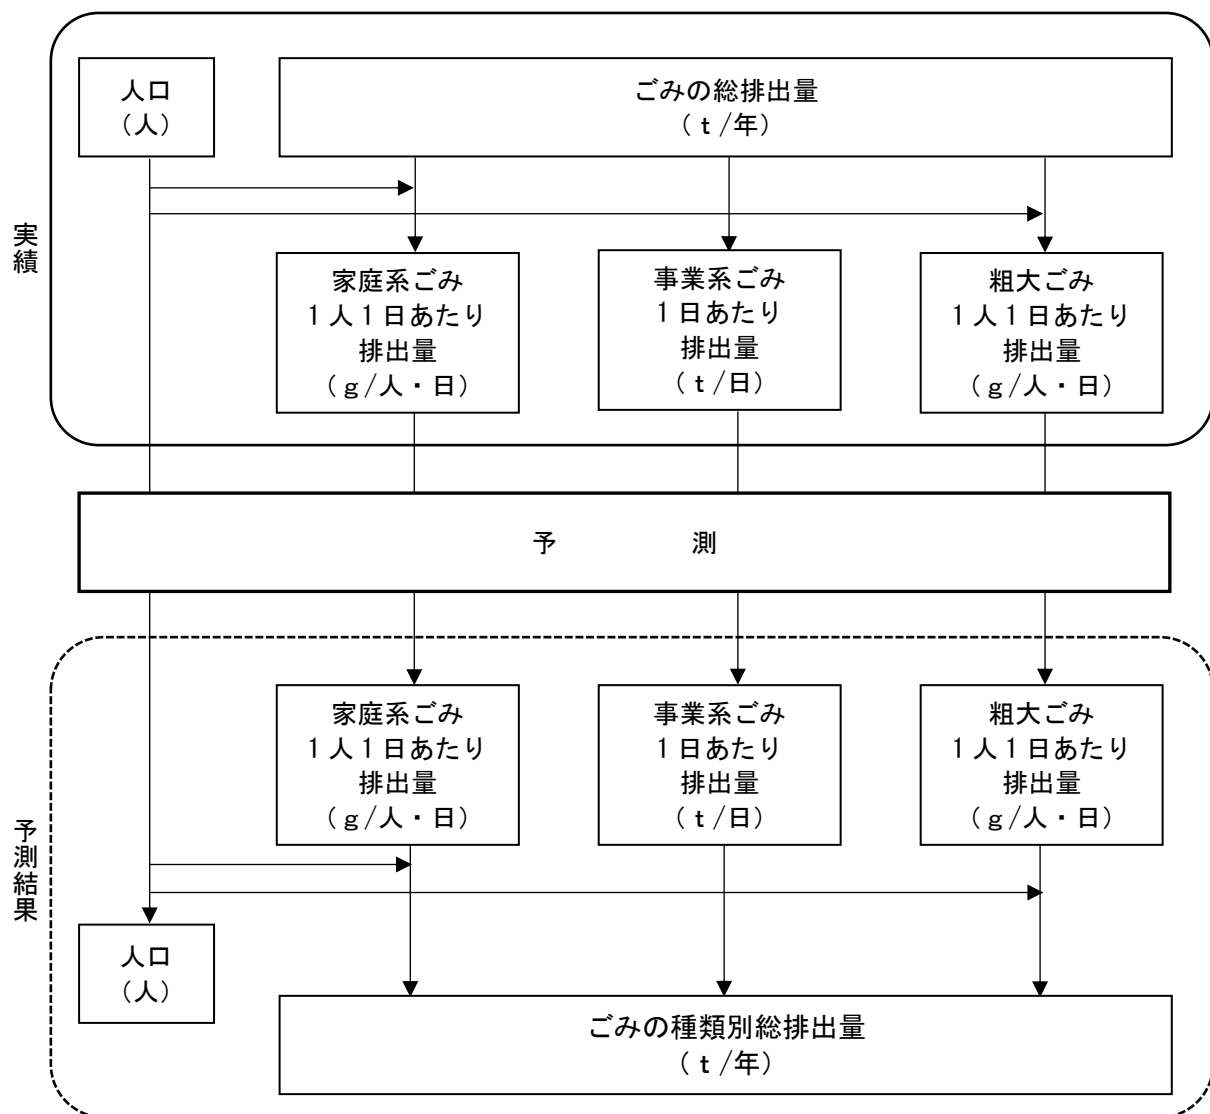 人口
（人）
ごみの総排出量
（ｔ/年）
実績
家庭系ごみ
１人１日あたり
排出量
（ｇ/人・日）
事業系ごみ
１日あたり
排出量
（ｔ/日）
粗大ごみ
１人１日あたり
排出量
（ｇ/人・日）
予　測
家庭系ごみ
１人１日あたり
排出量
（ｇ/人・日）
事業系ごみ
１日あたり
排出量
（ｔ/日）
粗大ごみ
１人１日あたり
排出量
（ｇ/人・日）
予測結果
人口
（人）
ごみの種類別総排出量
（ｔ/年）